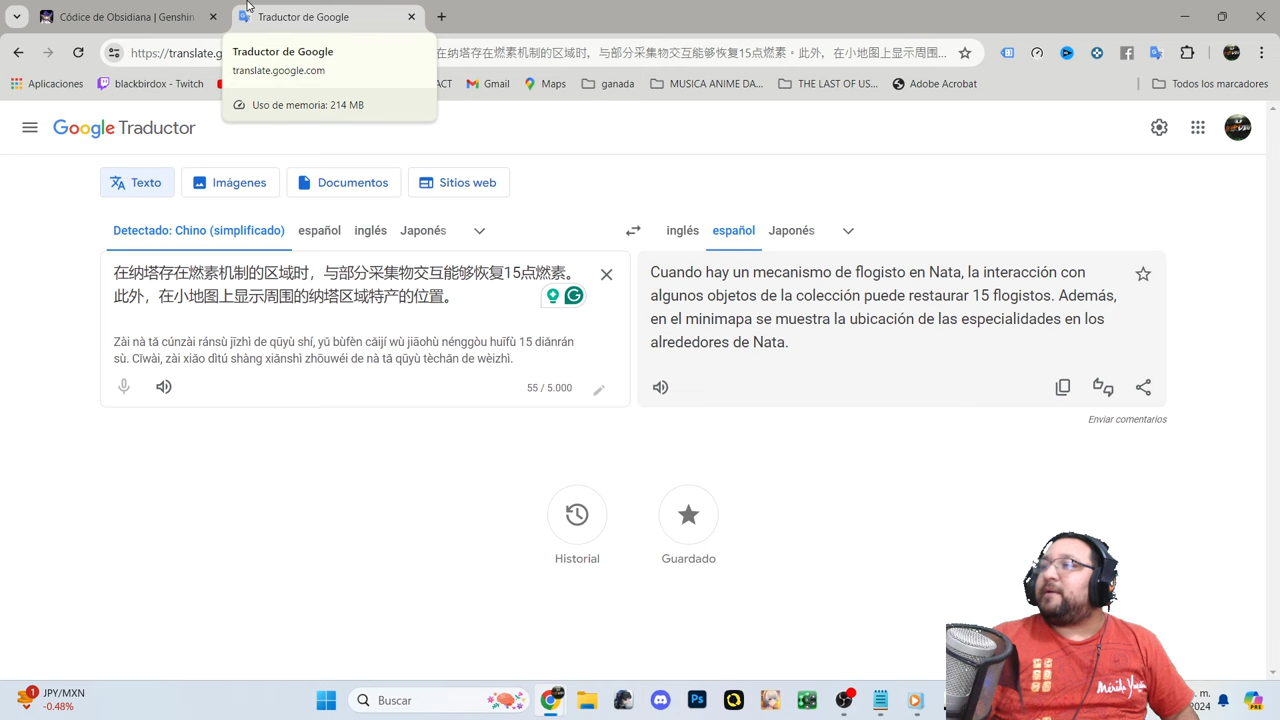 Código de Obsidian | Genshin
Traductor de Google
https://translate.g
在纳塔存在燃素机制的区域时，与部分采集物交互能够恢复15点燃素。此外，在小地图上显示周围...
Traductor de Google
translate.google.com
Uso de memoria: 214 MB
Aplicaciones
blackbirdox - Twitch
ACT
Gmail
Maps
ganada
MUSICA ANIME DA...
THE LAST OF US...
Adobe Acrobat
Todos los marcadores
Google Traductor
Texto
Imágenes
Documentos
Sitios web
Detectado: Chino (simplificado)
español
inglés
Japonés
inglés
español
Japonés
在纳塔存在燃素机制的区域时，与部分采集物交互能够恢复15点燃素。
此外，在小地图上显示周围的纳塔区域特产的位置。
Zài nà tǎ cúnzài ránsù jīzhì de qūyù shí, yǔ bùfèn cǎijí wù jiāohù nénggòu huīfù 15 diǎnrán
sù. Cǐwài, zài xiǎo dìtú shàng xiǎnshì zhōuwéi de nà tǎ qūyù tèchǎn de wèizhì.
55 / 5.000
Cuando hay un mecanismo de flogisto en Nata, la interacción con
algunos objetos de la colección puede restaurar 15 flogistos. Además,
en el minimapa se muestra la ubicación de las especialidades en los
alrededores de Nata.
Enviar comentarios
Historial
Guardado
1
JPY/MXN
-0.48%
Buscar
Ps
. m.
2024
PRE